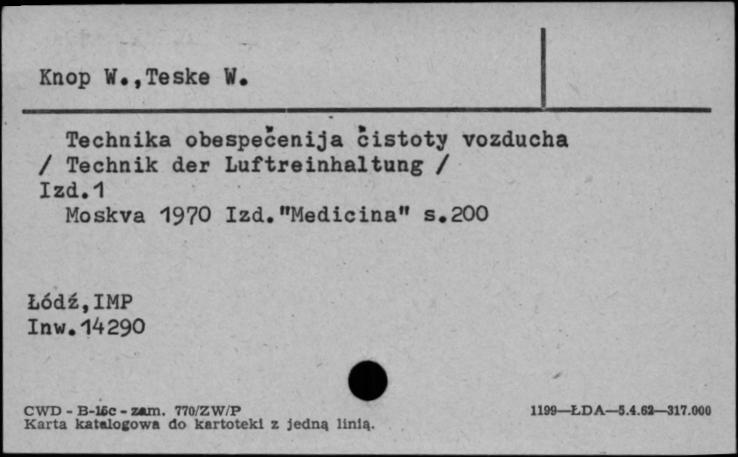 Knop W.,Teske W.
Technika obespečenija čistoty vozducha
/ Technik der Luftreinhaltung /
Izd.1
Moskva 1970 Izd."Medicina" s.200
Łódź,IMP
Inw.14290
CWD - B-16c - zam. 770/ZW/P
Karta katalogowa do kartoteki z jedną linią.
1199—ŁDA—5.4.62—317.000